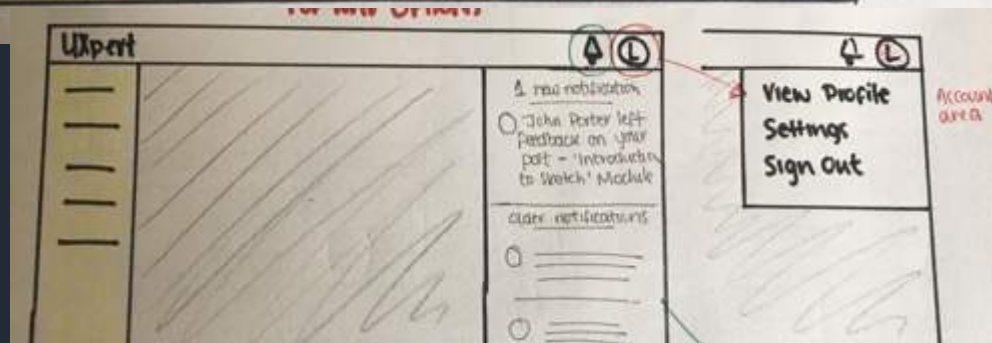 UXpert
L
1 new notification
John Porter left
feedback on your
post - 'Introduction
to Sketch' Module
older notifications
L
View Profile
Settings
Sign Out
Account
area